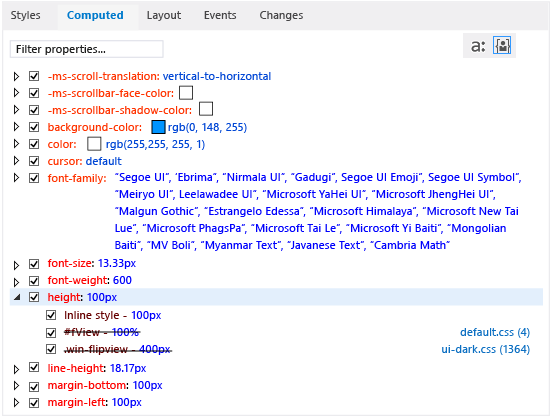 Styles Computed Layout Events Changes
Filter properties... a:
-ms-scroll-translation: vertical-to-horizontal
-ms-scrollbar-face-color:
-ms-scrollbar-shadow-color:
background-color: rgb(0, 148, 255)
color: rgb(255,255, 255, 1)
cursor: default
font-family: "Segoe UI", 'Ebrima", "Nirmala UI", "Gadugi", Segoe UI Emoji", Segoe UI Symbol",
"Meiryo UI", Leelawadee UI", "Microsoft YaHei UI", "Microsoft JhengHei UI",
"Malgun Gothic", "Estrangelo Edessa", "Microsoft Himalaya", "Microsoft New Tai
Lue", "Microsoft PhagsPa", "Microsoft Tai Le", "Microsoft Yi Baiti", "Mongolian
Baiti", "MV Boli", "Myanmar Text", "Javanese Text", "Cambria Math"
font-size: 13.33px
font-weight: 600
height: 100px
Inline style - 100px
#fView - 100% default.css (4)
.win-flipview - 400px ui-dark.css (1364)
line-height: 18.17px
margin-bottom: 100px
margin-left: 100px